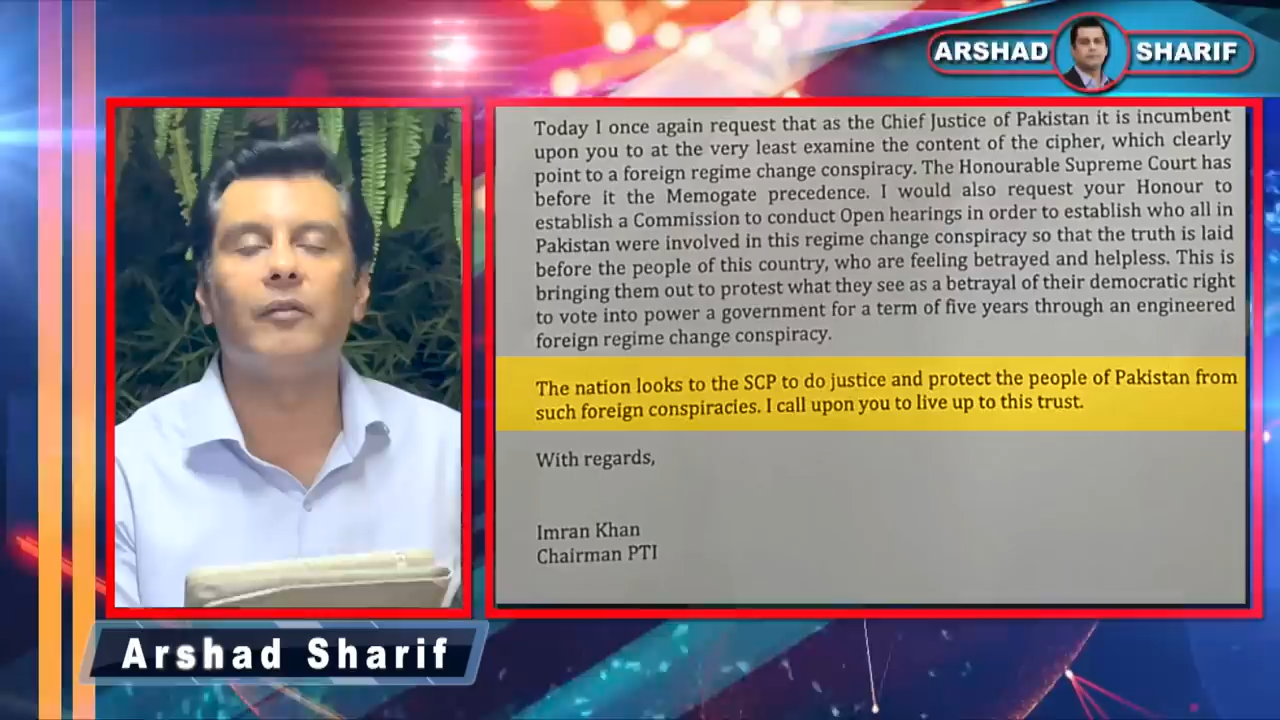 ARSHAD SHARIF
Today I once again request that as the Chief Justice of Pakistan it is incumbent
upon you to at the very least examine the content of the cipher, which clearly
point to a foreign regime change conspiracy. The Honourable Supreme Court has
before it the Memogate precedence. I would also request your Honour to
establish a Commission to conduct Open hearings in order to establish who all in
Pakistan were involved in this regime change conspiracy so that the truth is laid
before the people of this country, who are feeling betrayed and helpless. This is
bringing them out to protest what they see as a betrayal of their democratic right
to vote into power a government for a term of five years through an engineered
foreign regime change conspiracy.
The nation looks to the SCP to do justice and protect the people of Pakistan from
such foreign conspiracies. I call upon you to live up to this trust.
With regards,
Imran Khan
Chairman PTI
Arshad Sharif